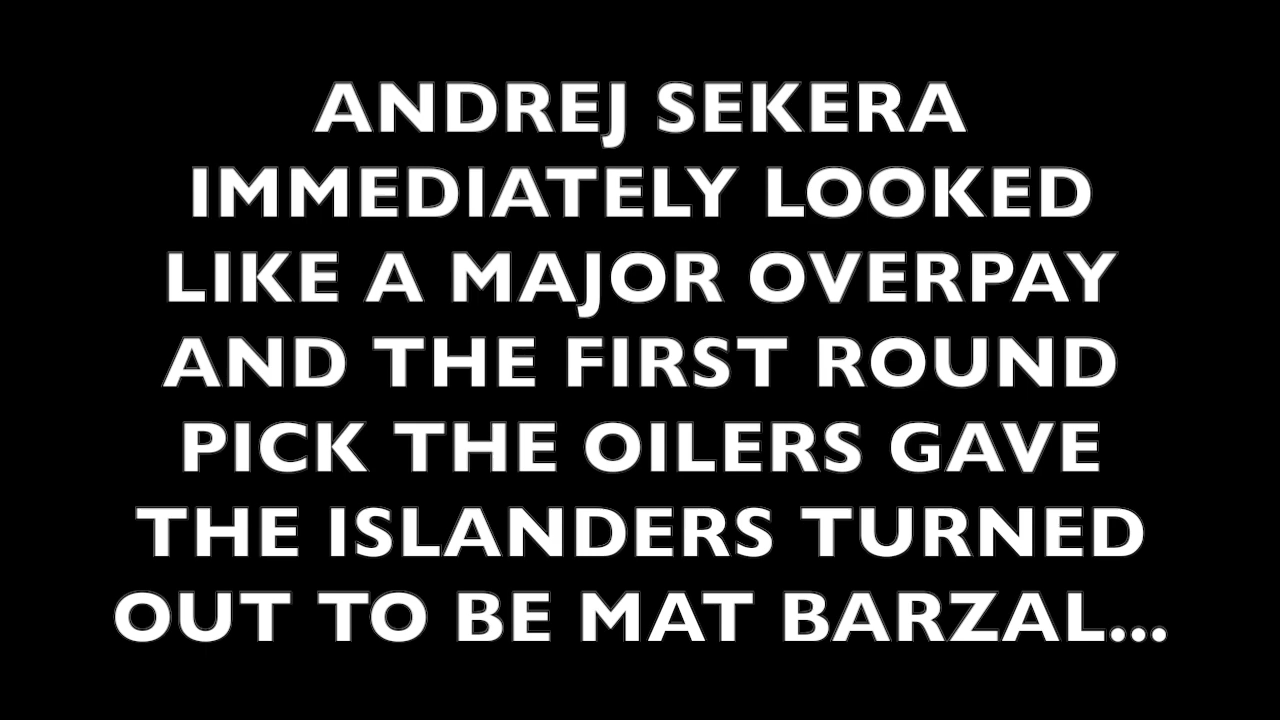 ANDREJ SEKERA
IMMEDIATELY LOOKED
LIKE A MAJOR OVERPAY
AND THE FIRST ROUND
PICK THE OILERS GAVE
THE ISLANDERS TURNED
OUT TO BE MAT BARZAL...